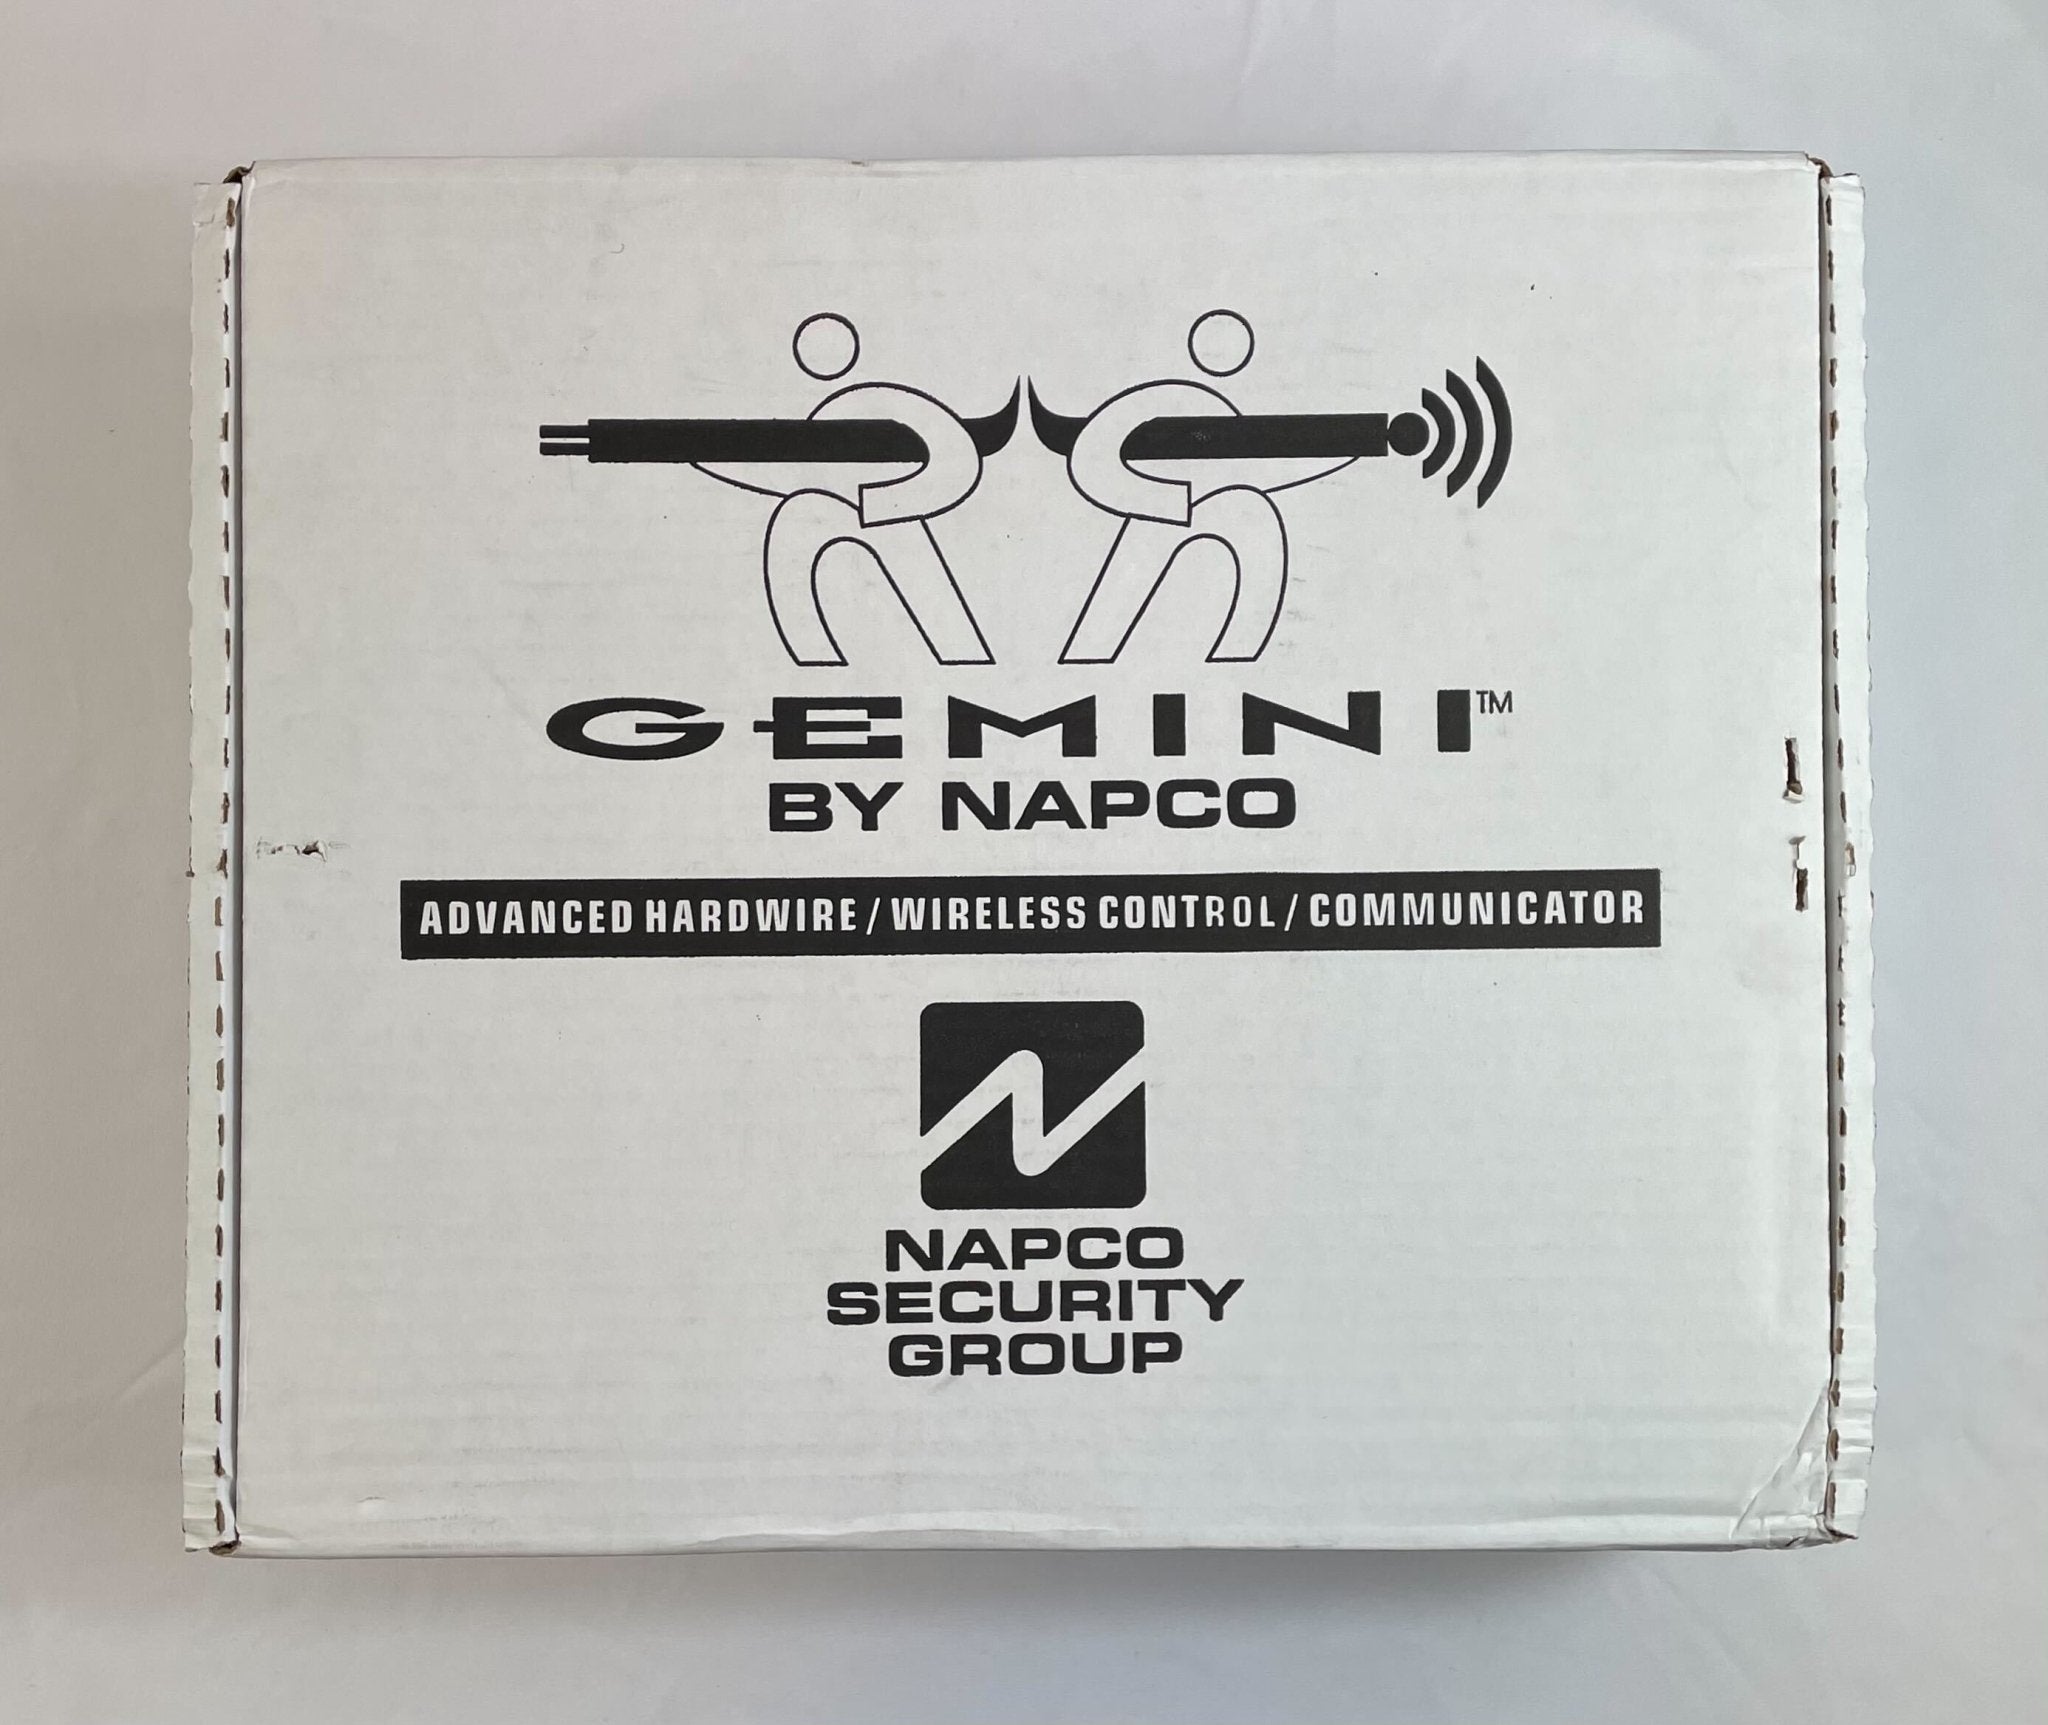 GEMINI™
BY NAPCO
ADVANCED HARDWIRE/WIRELESS CONTROL/COMMUNICATOR
NAPCO
SECURITY
GROUP